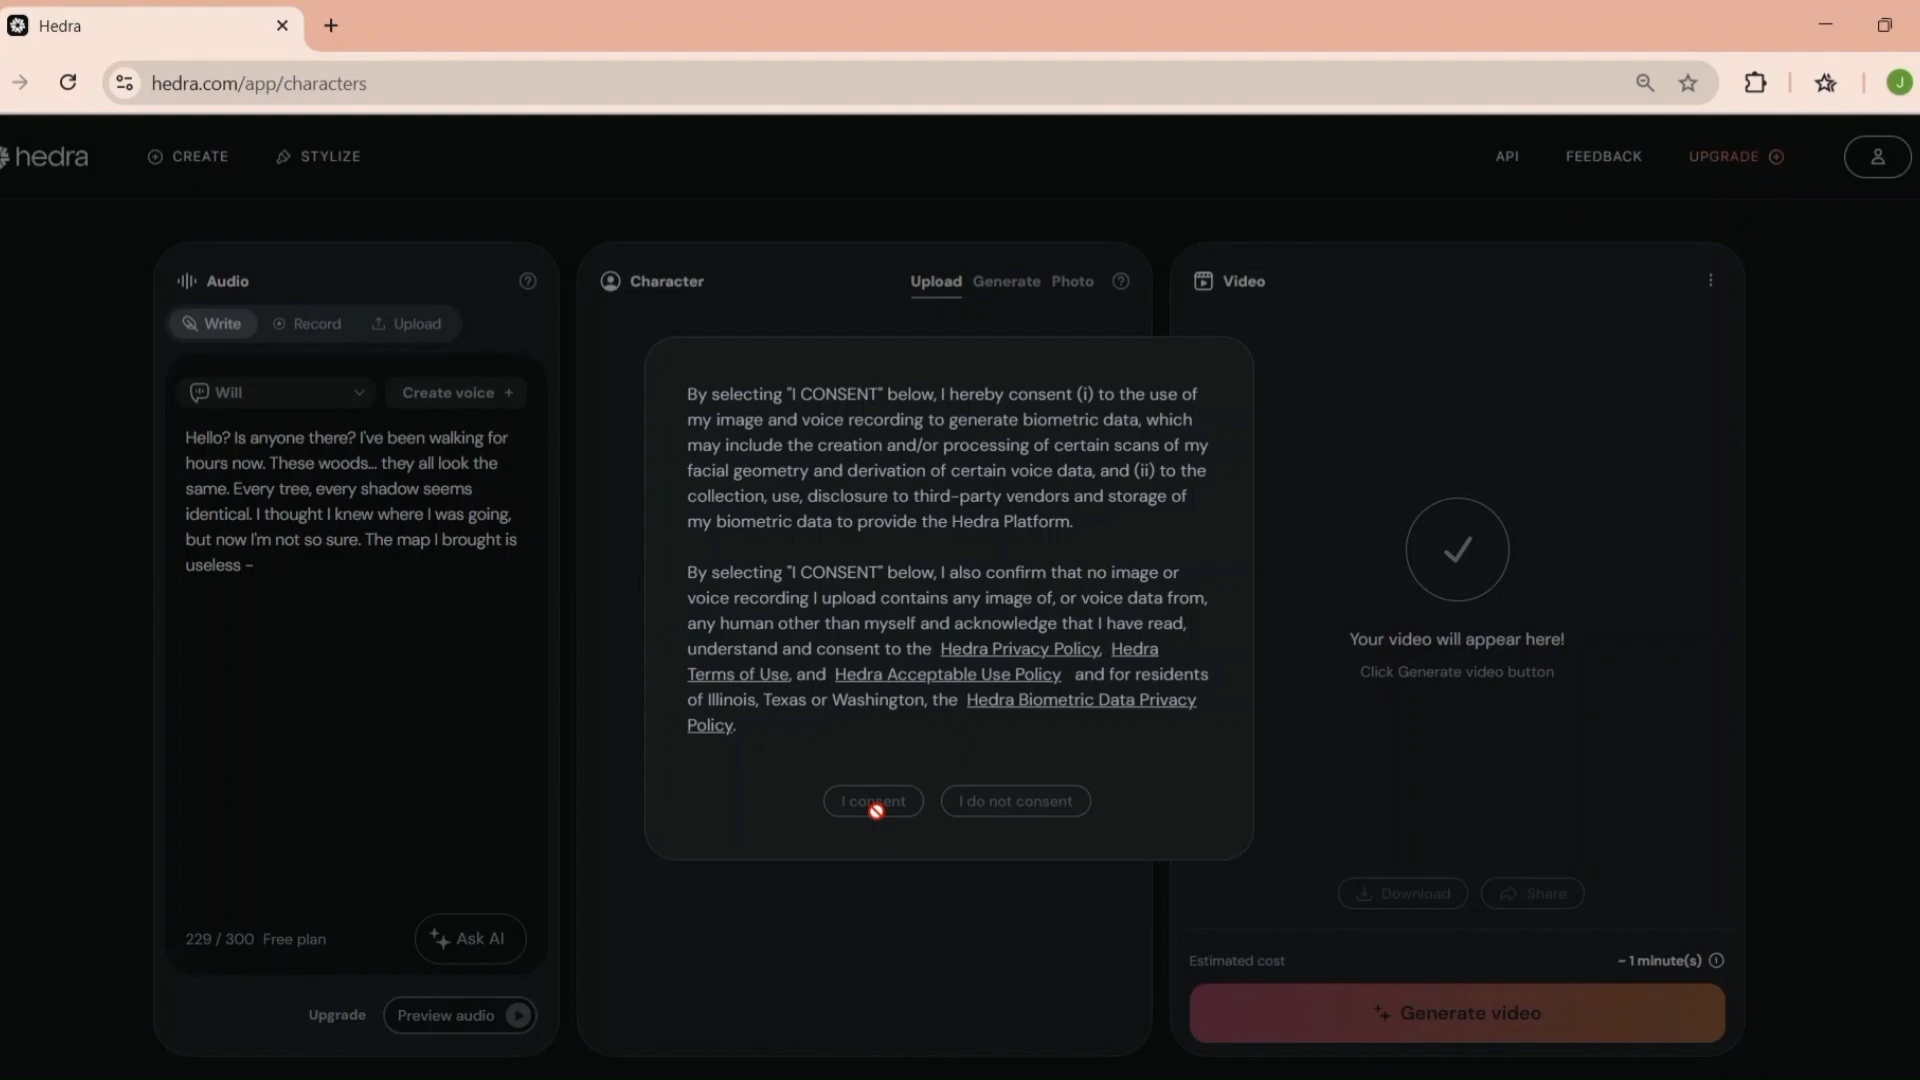 Hedra
hedra.com/app/characters
J
hedra
CREATE
STYLIZE
API
FEEDBACK
UPGRADE
Audio
Write
Record
Upload
Will
Create voice +
Hello? Is anyone there? I've been walking for
hours now. These woods... they all look the
same. Every tree, every shadow seems
identical. I thought I knew where I was going,
but now I'm not so sure. The map I brought is
useless -
229 / 300 Free plan
Ask AI
Upgrade
Preview audio
Character
Upload
Generate
Photo
By selecting "I CONSENT" below, I hereby consent (i) to the use of
my image and voice recording to generate biometric data, which
may include the creation and/or processing of certain scans of my
facial geometry and derivation of certain voice data, and (ii) to the
collection, use, disclosure to third-party vendors and storage of
my biometric data to provide the Hedra Platform.
By selecting "I CONSENT" below, I also confirm that no image or
voice recording I upload contains any image of, or voice data from,
any human other than myself and acknowledge that I have read,
understand and consent to the Hedra Privacy Policy, Hedra
Terms of Use, and Hedra Acceptable Use Policy and for residents
of Illinois, Texas or Washington, the Hedra Biometric Data Privacy
Policy.
I consent
I do not consent
Video
Your video will appear here!
Click Generate video button
Download
Share
Estimated cost
~ 1 minute(s)
Generate video